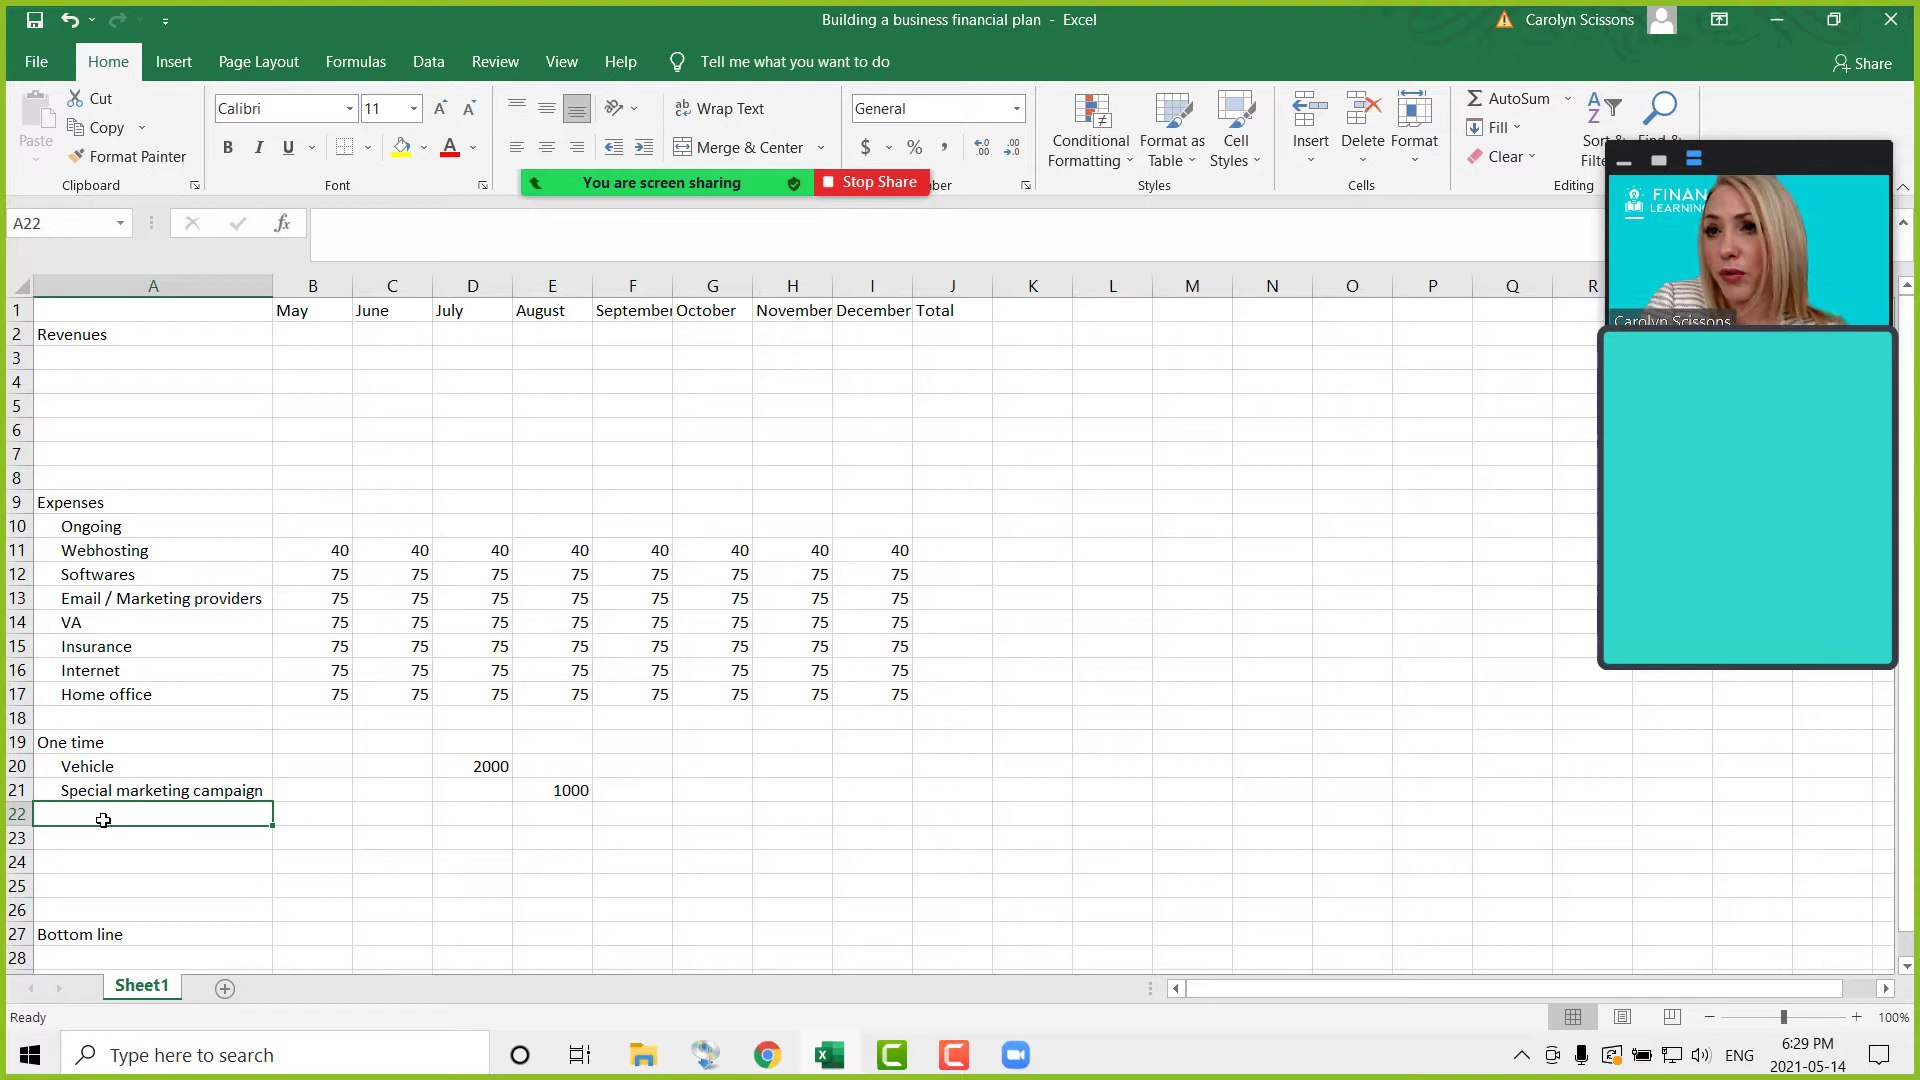 Building a business financial plan - Excel
Carolyn Scissons
File Home Insert Page Layout Formulas Data Review View Help Tell me what you want to do
Share
Paste
Cut
Copy
Format Painter
Clipboard
Calibri 11
B I U
Font
Wrap Text
Merge & Center
General
$ %
Conditional Formatting
Format as Table
Cell Styles
Styles
Insert Delete Format
Cells
AutoSum
Fill
Clear
Editing
You are screen sharing
Stop Share
A22
fx
LEARNING
Carolyn Scissons
A B C D E F G H I J K L M N O P Q R
1 May June July August September October November December Total
2 Revenues
3
4
5
6
7
8
9 Expenses
10 Ongoing
11 Webhosting 40 40 40 40 40 40 40 40
12 Softwares 75 75 75 75 75 75 75 75
13 Email / Marketing providers 75 75 75 75 75 75 75 75
14 VA 75 75 75 75 75 75 75 75
15 Insurance 75 75 75 75 75 75 75 75
16 Internet 75 75 75 75 75 75 75 75
17 Home office 75 75 75 75 75 75 75 75
18
19 One time
20 Vehicle 2000
21 Special marketing campaign 1000
22
23
24
25
26
27 Bottom line
28
Sheet1
Ready
100%
Type here to search
ENG
6:29 PM
2021-05-14